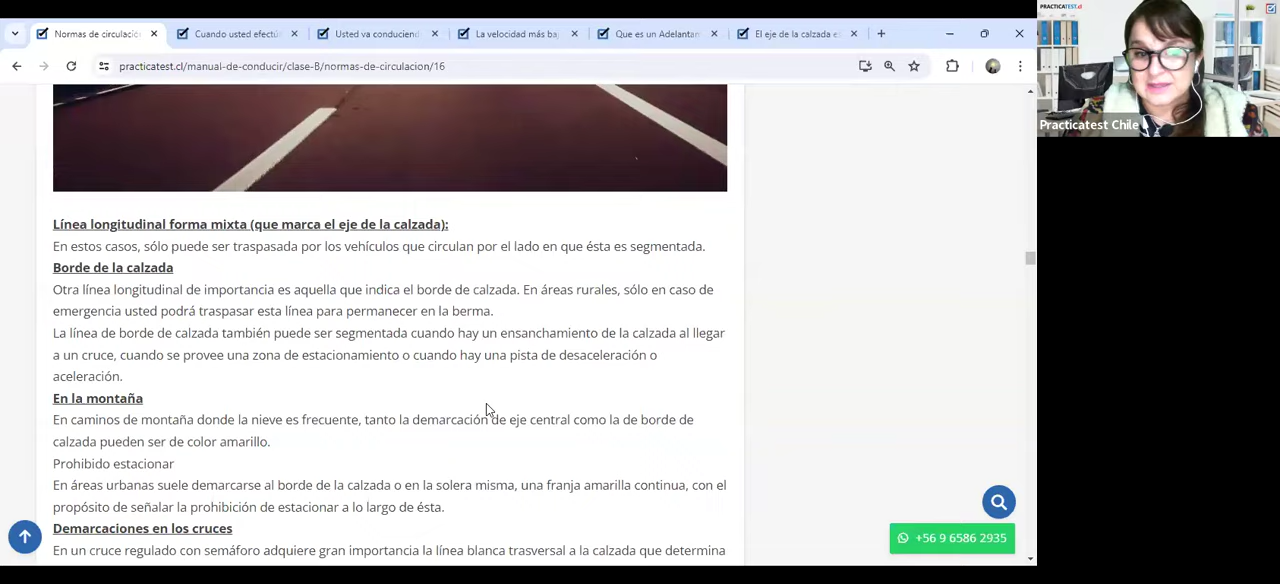 Normas de circulació
Cuando usted efectú
Usted va conduciend
La velocidad más ba
Que es un Adelantan
El eje de la calzada e
practicatest.cl/manual-de-conducir/clase-B/normas-de-circulacion/16
PRACTICATEST.cl
Practicatest Chile
Línea longitudinal forma mixta (que marca el eje de la calzada):
En estos casos, sólo puede ser traspasada por los vehículos que circulan por el lado en que ésta es segmentada.
Borde de la calzada
Otra línea longitudinal de importancia es aquella que indica el borde de calzada. En áreas rurales, sólo en caso de
emergencia usted podrá traspasar esta línea para permanecer en la berma.
La línea de borde de calzada también puede ser segmentada cuando hay un ensanchamiento de la calzada al llegar
a un cruce, cuando se provee una zona de estacionamiento o cuando hay una pista de desaceleración o
aceleración.
En la montaña
En caminos de montaña donde la nieve es frecuente, tanto la demarcación de eje central como la de borde de
calzada pueden ser de color amarillo.
Prohibido estacionar
En áreas urbanas suele demarcarse al borde de la calzada o en la solera misma, una franja amarilla continua, con el
propósito de señalar la prohibición de estacionar a lo largo de ésta.
Demarcaciones en los cruces
En un cruce regulado con semáforo adquiere gran importancia la línea blanca trasversal a la calzada que determina
+56 9 6586 2935